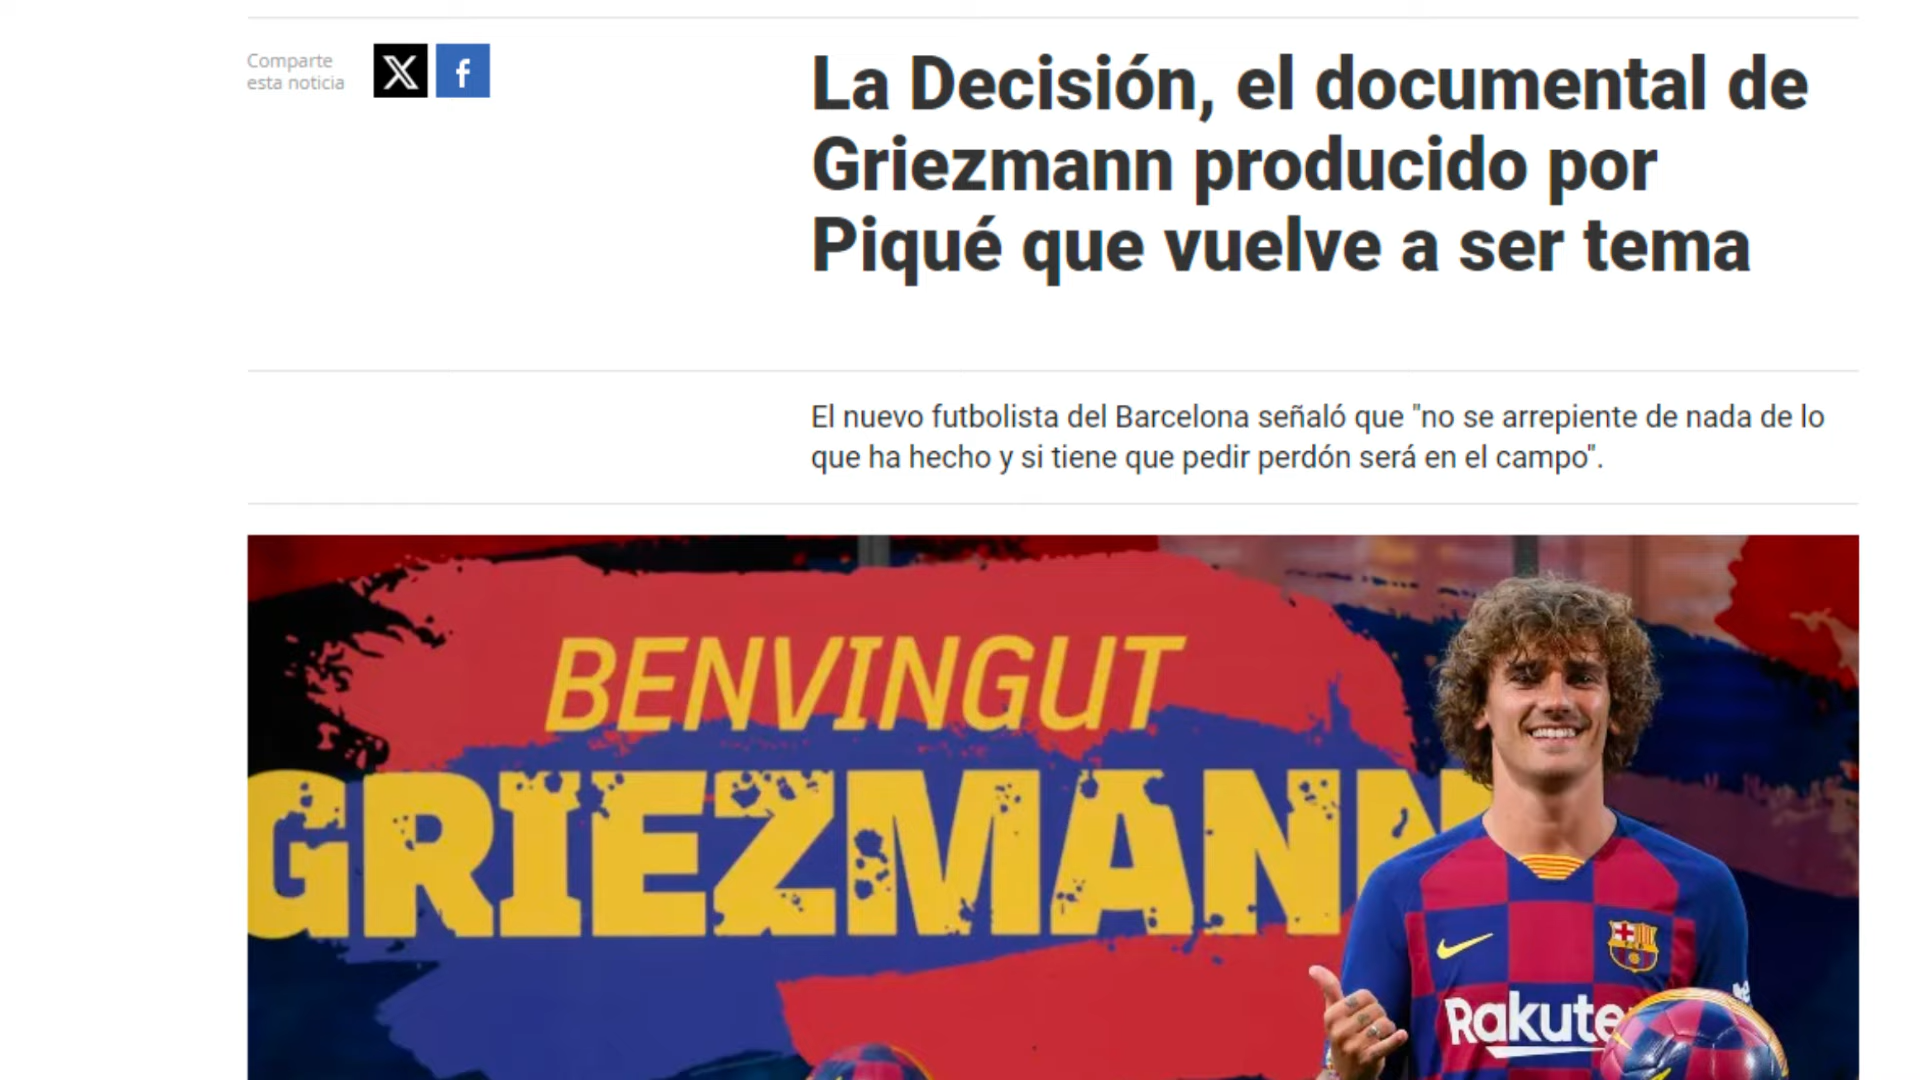 Comparte
esta noticia
La Decisión, el documental de
Griezmann producido por
Piqué que vuelve a ser tema
El nuevo futbolista del Barcelona señaló que "no se arrepiente de nada de lo
que ha hecho y si tiene que pedir perdón será en el campo".
BENVINGUT
GRIEZMANN
Rakute